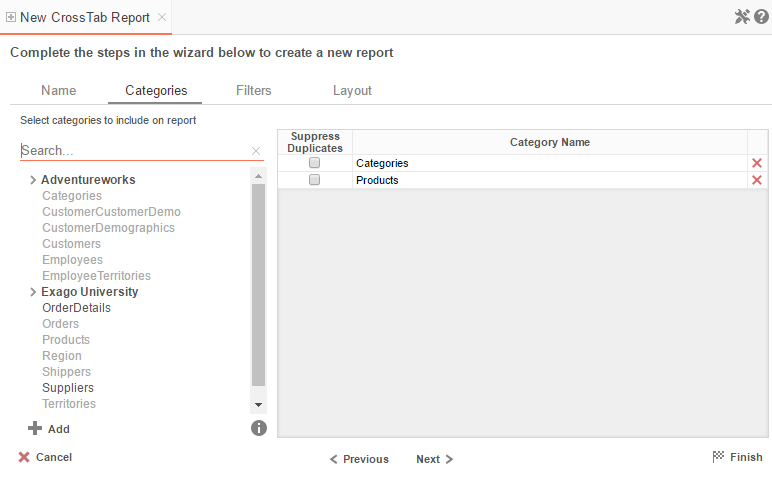 New CrossTab Report
Complete the steps in the wizard below to create a new report
Name Categories Filters Layout
Select categories to include on report
Search...
Adventureworks
Categories
CustomerCustomerDemo
CustomerDemographics
Customers
Employees
EmployeeTerritories
Exago University
OrderDetails
Orders
Products
Region
Shippers
Suppliers
Territories
Add
Suppress
Duplicates
Category Name
Categories
Products
Cancel
Previous Next
Finish